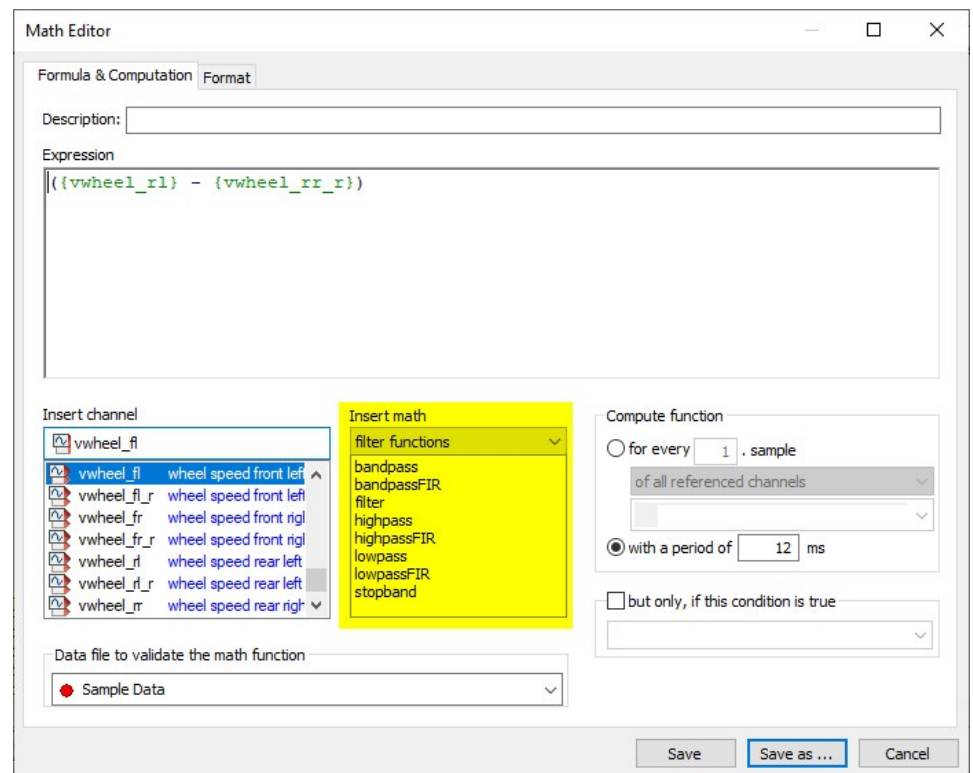 Math Editor
Formula & Computation Format
Description:
Expression
({vwheel_rl} - {vwheel_rr_r})
Insert channel
vwheel_fl
vwheel_fl wheel speed front left
vwheel_fl_r wheel speed front left
vwheel_fr wheel speed front rigl
vwheel_fr_r wheel speed front rigl
vwheel_rl wheel speed rear left
vwheel_rl_r wheel speed rear left
vwheel_rr wheel speed rear righ
Insert math
filter functions
bandpass
bandpassFIR
filter
highpass
highpassFIR
lowpass
lowpassFIR
stopband
Compute function
for every 1 . sample
of all referenced channels
with a period of 12 ms
but only, if this condition is true
Data file to validate the math function
Sample Data
Save Save as ... Cancel